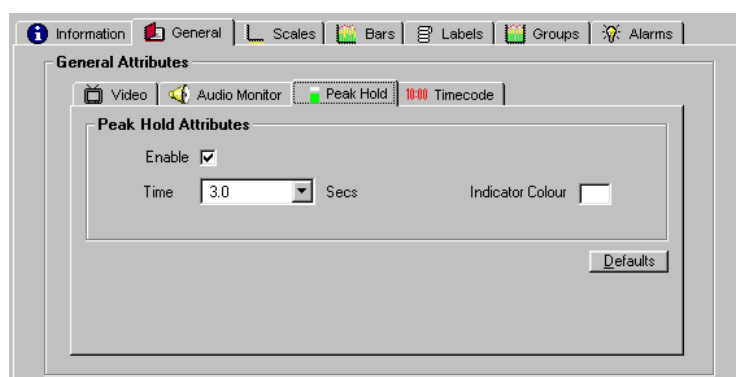 Information General Scales Bars Labels Groups Alarms
General Attributes
Video Audio Monitor Peak Hold 10:00 Timecode
Peak Hold Attributes
Enable
Time 3.0 Secs Indicator Colour
Defaults